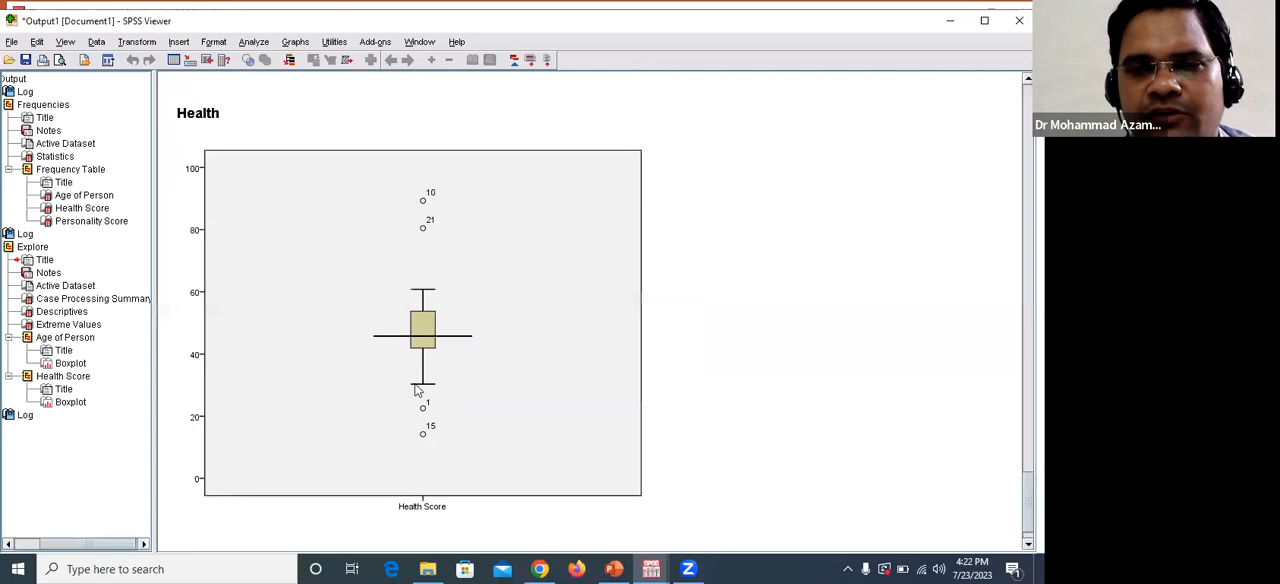 *Output1 [Document1] - SPSS Viewer
File Edit View Data Transform Insert Format Analyze Graphs Utilities Add-ons Window Help
Output
Log
Frequencies
Title
Notes
Active Dataset
Statistics
Frequency Table
Title
Age of Person
Health Score
Personality Score
Log
Explore
Title
Notes
Active Dataset
Case Processing Summary
Descriptives
Extreme Values
Age of Person
Title
Boxplot
Health Score
Title
Boxplot
Log
Health
100
80
60
40
20
0
10
21
1
15
Health Score
Dr Mohammad Azam...
Type here to search
4:22 PM
7/23/2023
1